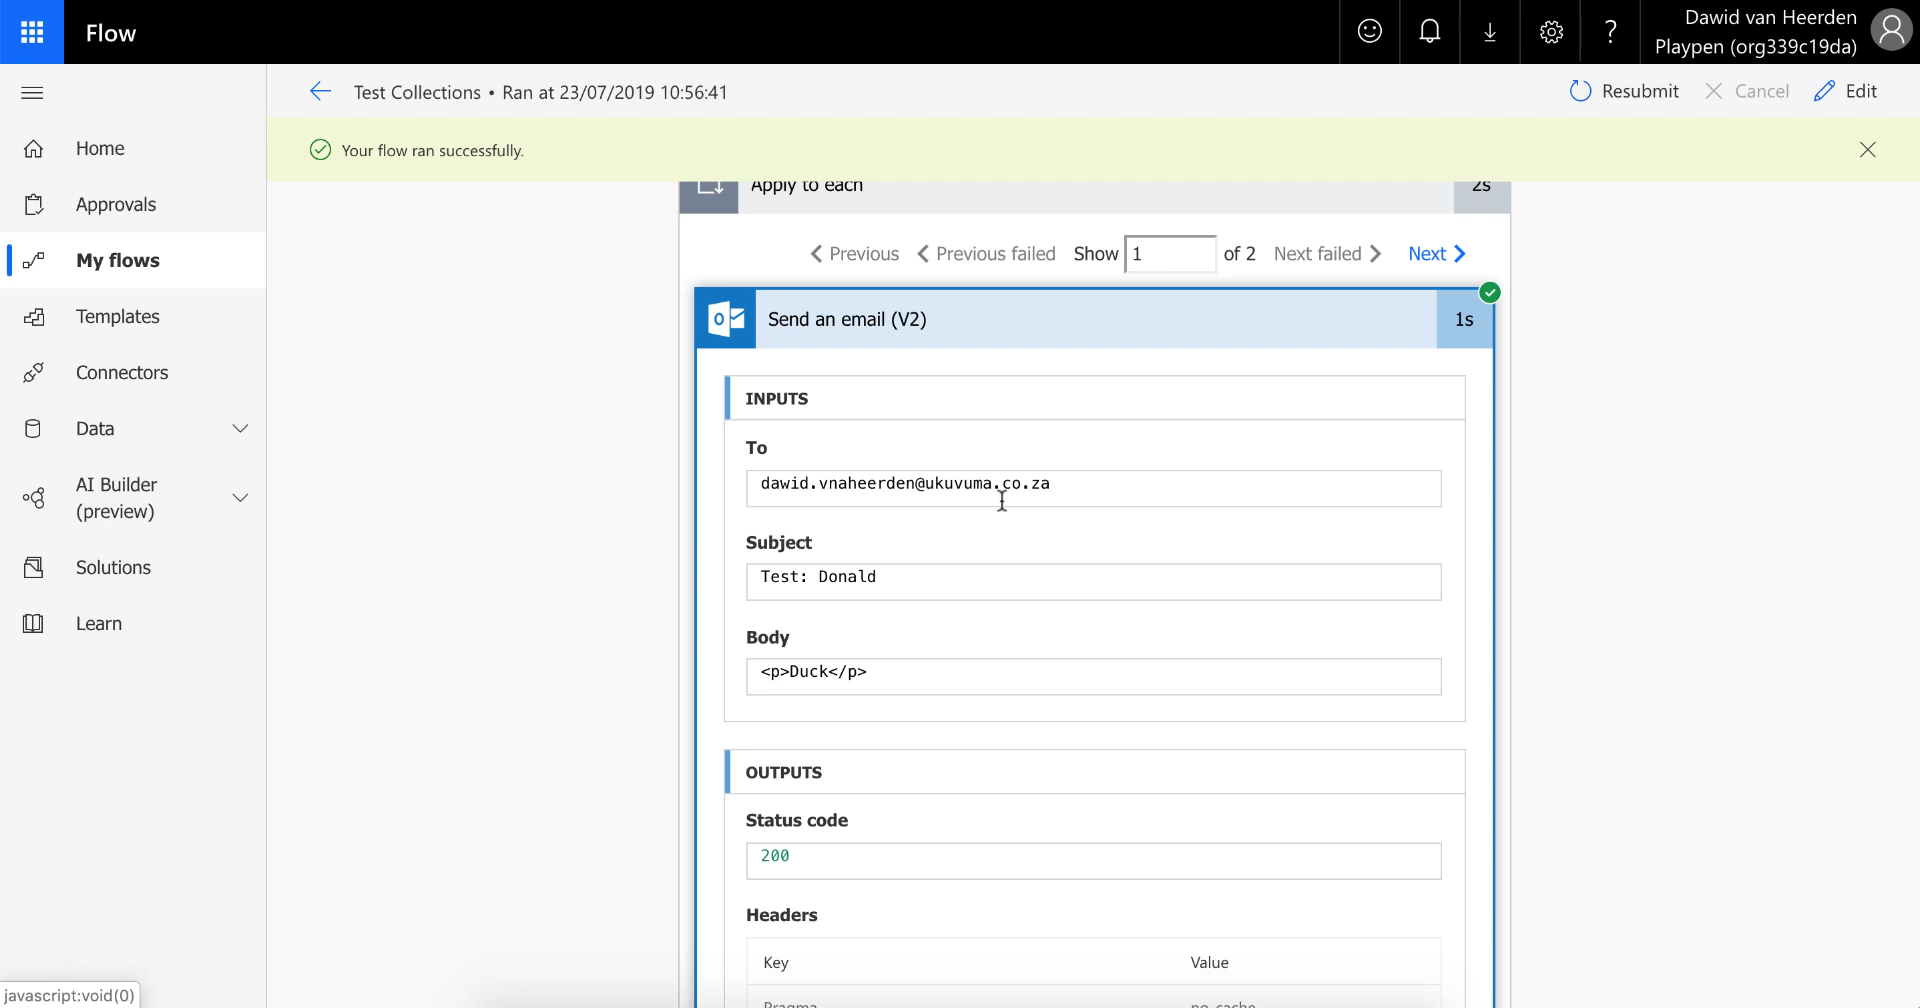 Flow
Dawid van Heerden
Playpen (org339c19da)
Test Collections • Ran at 23/07/2019 10:56:41
Resubmit
Cancel
Edit
Your flow ran successfully.
Home
Approvals
My flows
Templates
Connectors
Data
AI Builder
(preview)
Solutions
Learn
Apply to each
2s
Previous
Previous failed
Show 1 of 2
Next failed
Next
Send an email (V2)
1s
INPUTS
To
dawid.vnaheerden@ukuvuma.co.za
Subject
Test: Donald
Body
<p>Duck</p>
OUTPUTS
Status code
200
Headers
Key
Value
Pragma
no-cache
javascript:void(0)